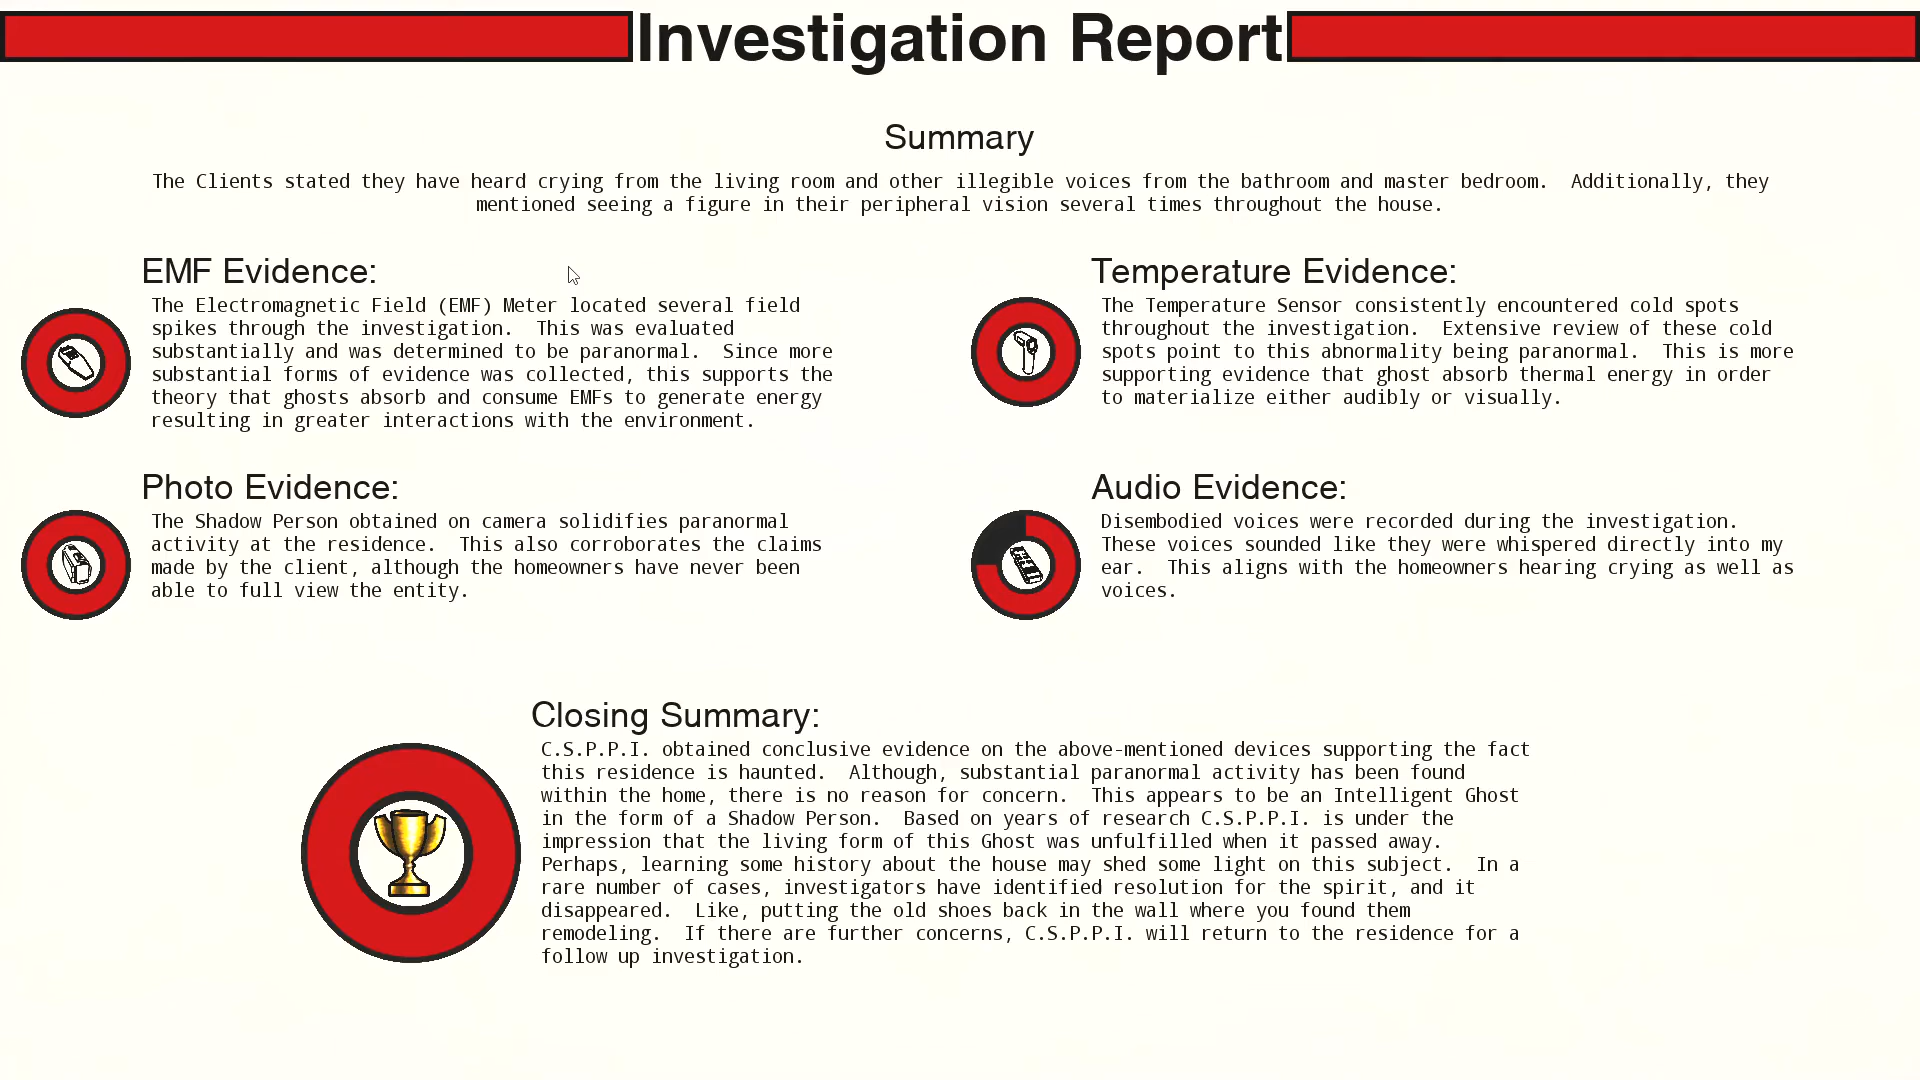 Investigation Report
Summary
The Clients stated they have heard crying from the living room and other illegible voices from the bathroom and master bedroom.  Additionally, they
mentioned seeing a figure in their peripheral vision several times throughout the house.
EMF Evidence:
The Electromagnetic Field (EMF) Meter located several field
spikes through the investigation.  This was evaluated
substantially and was determined to be paranormal.  Since more
substantial forms of evidence was collected, this supports the
theory that ghosts absorb and consume EMFs to generate energy
resulting in greater interactions with the environment.
Temperature Evidence:
The Temperature Sensor consistently encountered cold spots
throughout the investigation.  Extensive review of these cold
spots point to this abnormality being paranormal.  This is more
supporting evidence that ghost absorb thermal energy in order
to materialize either audibly or visually.
Photo Evidence:
The Shadow Person obtained on camera solidifies paranormal
activity at the residence.  This also corroborates the claims
made by the client, although the homeowners have never been
able to full view the entity.
Audio Evidence:
Disembodied voices were recorded during the investigation.
These voices sounded like they were whispered directly into my
ear.  This aligns with the homeowners hearing crying as well as
voices.
Closing Summary:
C.S.P.P.I. obtained conclusive evidence on the above-mentioned devices supporting the fact
this residence is haunted.  Although, substantial paranormal activity has been found
within the home, there is no reason for concern.  This appears to be an Intelligent Ghost
in the form of a Shadow Person.  Based on years of research C.S.P.P.I. is under the
impression that the living form of this Ghost was unfulfilled when it passed away.
Perhaps, learning some history about the house may shed some light on this subject.  In a
rare number of cases, investigators have identified resolution for the spirit, and it
disappeared.  Like, putting the old shoes back in the wall where you found them
remodeling.  If there are further concerns, C.S.P.P.I. will return to the residence for a
follow up investigation.